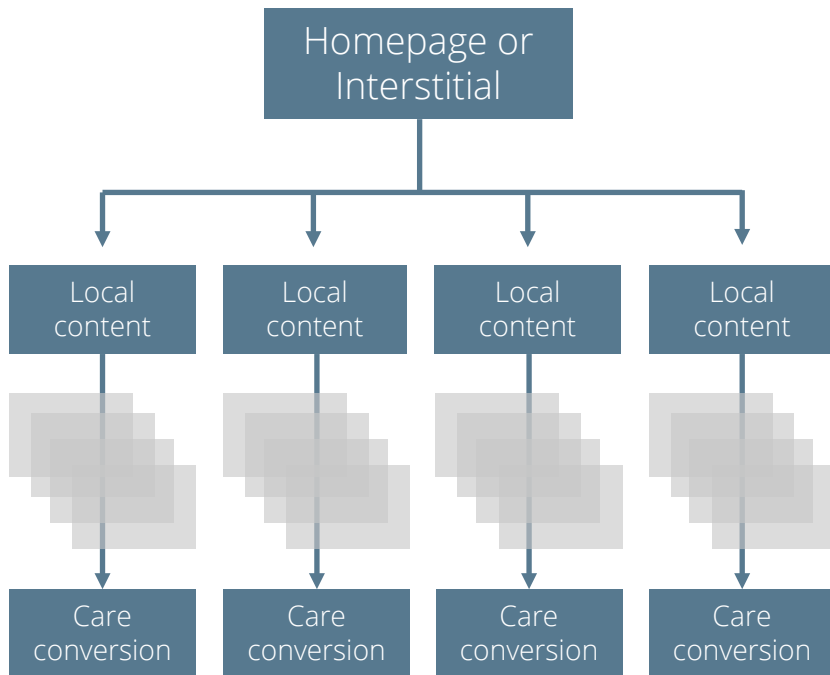 Homepage or
Interstitial
Local
content
Local
content
Local
content
Local
content
Care
conversion
Care
conversion
Care
conversion
Care
conversion